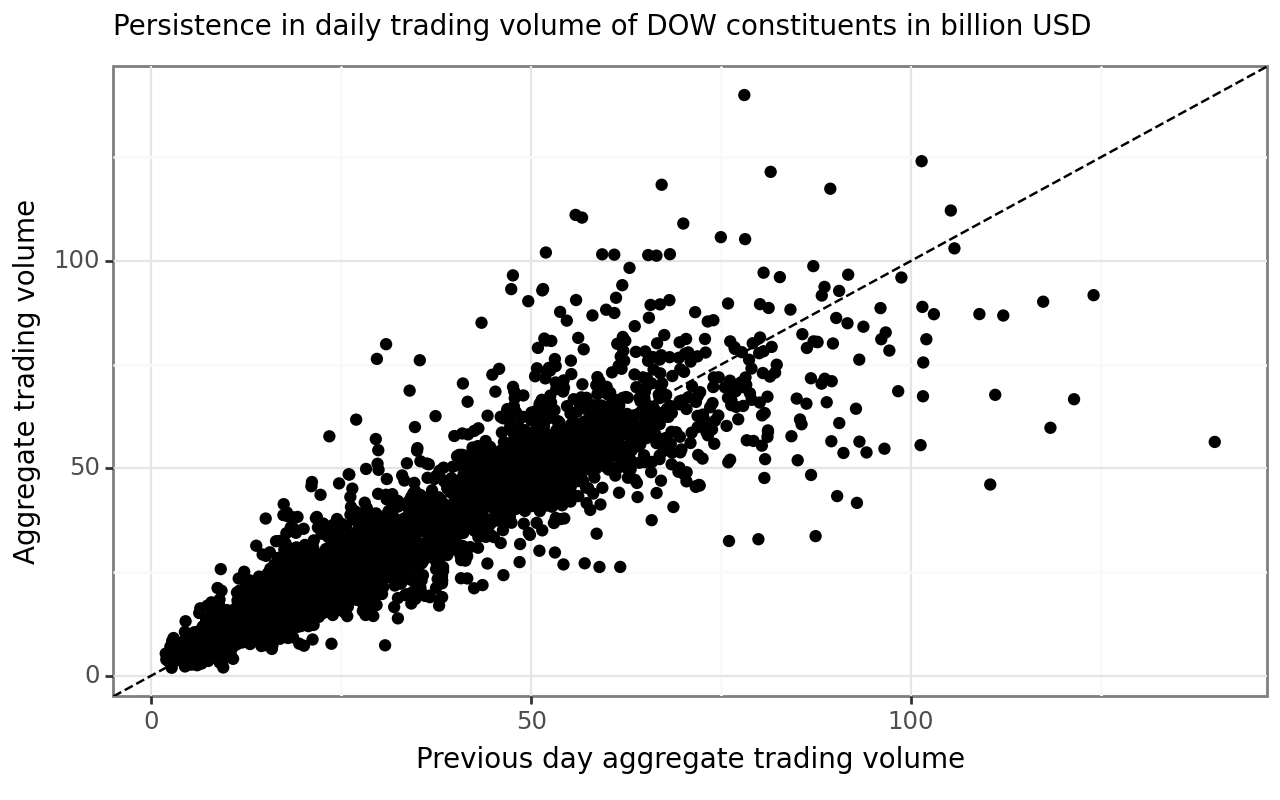 Persistence in daily trading volume of DOW constituents in billion USD
Aggregate trading volume
100
50
0
0
50
100
Previous day aggregate trading volume